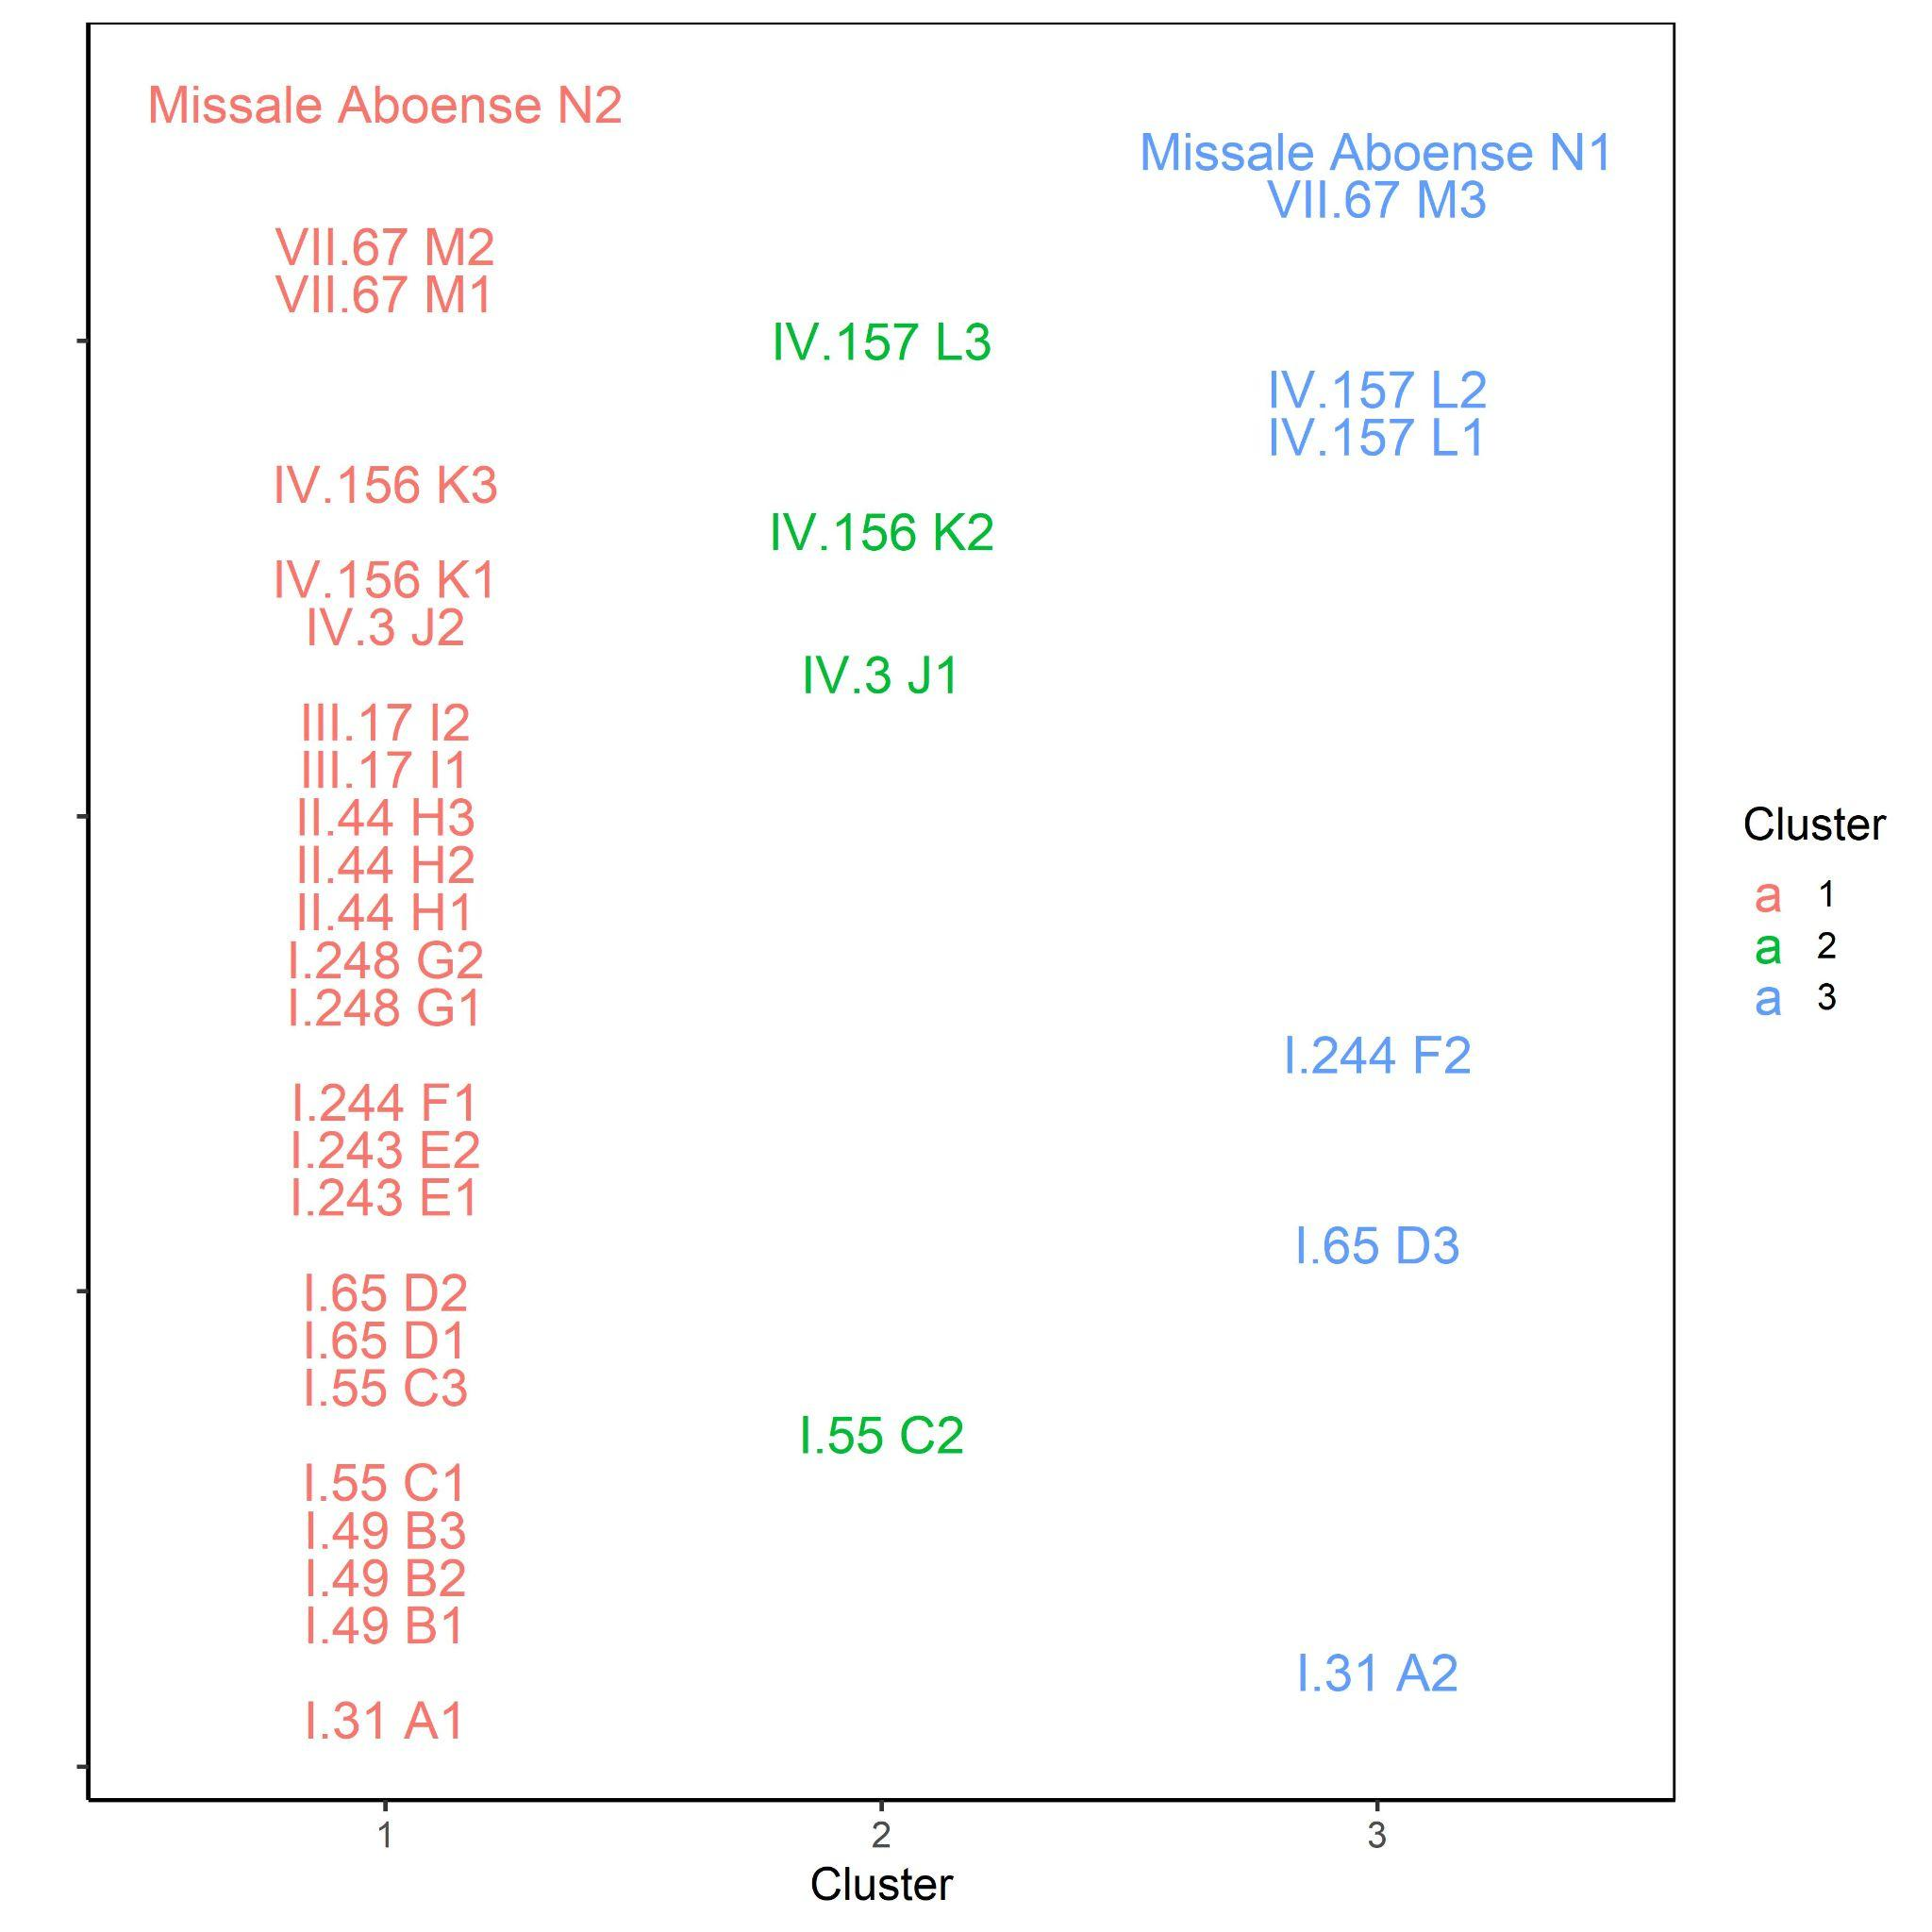 Missale Aboense N2
Missale Aboense N1
VII.67 M3
VII.67 M2
VII.67 M1
IV.157 L3
IV.157 L2
IV.157 L1
IV.156 K3
IV.156 K2
IV.156 K1
IV.3 J2
IV.3 J1
III.17 I2
III.17 I1
II.44 H3
II.44 H2
II.44 H1
I.248 G2
I.248 G1
I.244 F2
I.244 F1
I.243 E2
I.243 E1
I.65 D3
I.65 D2
I.65 D1
I.55 C3
I.55 C2
I.55 C1
I.49 B3
I.49 B2
I.49 B1
I.31 A2
I.31 A1
1 2 3
Cluster
Cluster
a 1
a 2
a 3